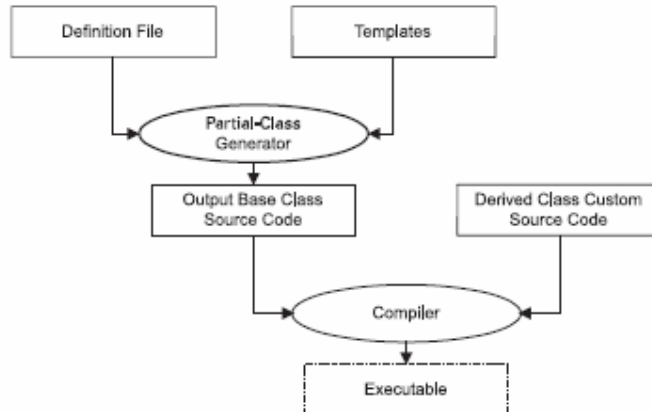 Definition File
Templates
Partial-Class
Generator
Output Base Class
Source Code
Derived Class Custom
Source Code
Compiler
Executable